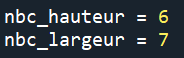 nbc_hauteur = 6
nbc_largeur = 7